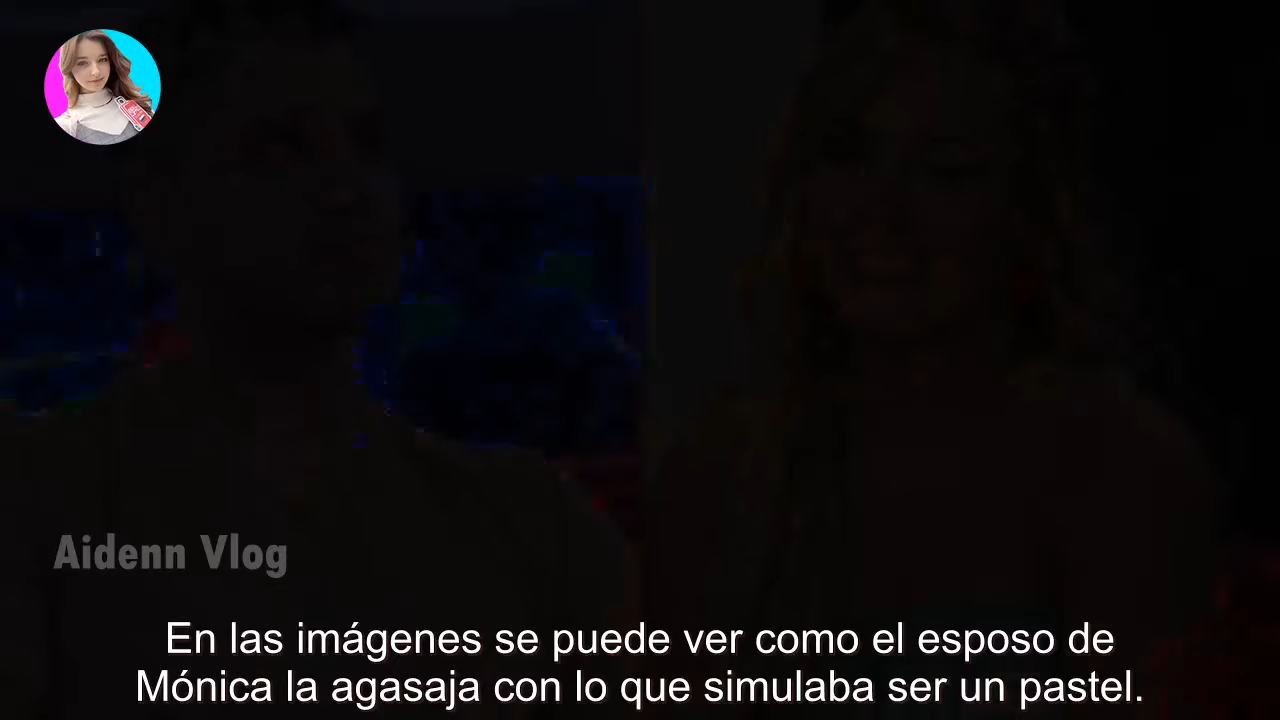 Aidenn Vlog
En las imágenes se puede ver como el esposo de
Mónica la agasaja con lo que simulaba ser un pastel.